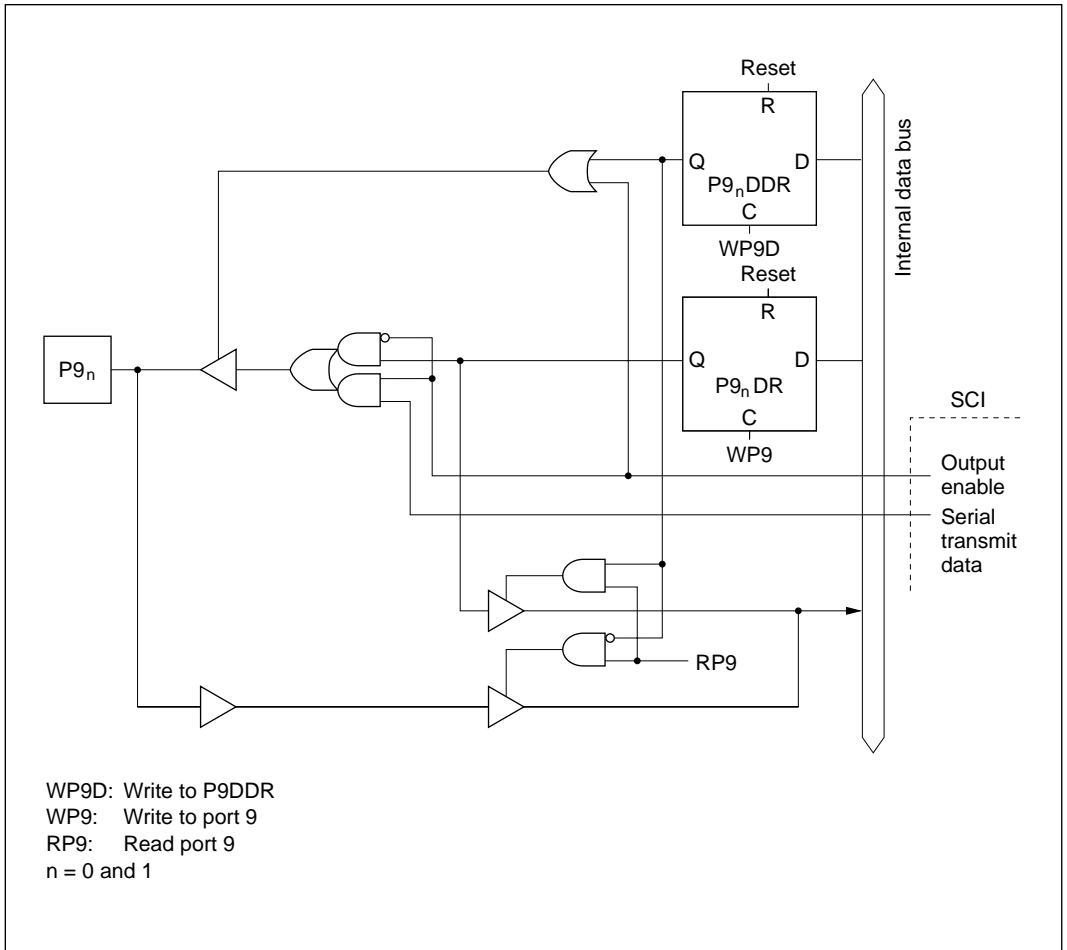 Reset
R
Q D
P9nDDR
C
WP9D
Internal data bus
Reset
R
P9n
Q D
P9n DR
C
WP9
SCI
Output
enable
Serial
transmit
data
RP9
WP9D: Write to P9DDR
WP9: Write to port 9
RP9: Read port 9
n = 0 and 1